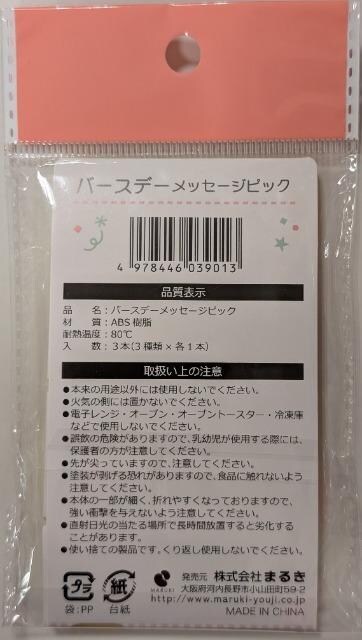 バースデーメッセージピック
4 978446 039013
品質表示
品　　名：バースデーメッセージピック
材　　質：ABS樹脂
耐熱温度：80℃
入　　数：3本（3種類×各1本）
取扱い上の注意
●本来の用途以外には使用しないでください。
●火気の側には置かないでください。
●電子レンジ・オーブン・オーブントースター・冷凍庫
などで使用しないでください。
●誤飲の危険がありますので、乳幼児が使用する際には、
保護者の方が注意してください。
●先が尖っていますので、注意してください。
●塗装が剥げる恐れがありますので、食品に触れないよう
注意してください。
●本体の一部が細く、折れやすくなっておりますので、
強い衝撃を与えないよう注意してください。
●直射日光の当たる場所で長時間放置すると劣化する
ことがあります。
●使い捨ての製品です。くり返し使用しないでください。
プラ
袋：PP
紙
台紙
MARUKI
発売元 株式会社まるき
大阪府河内長野市小山田町59-2
www.maruki-youji.co.jp
MADE IN CHINA